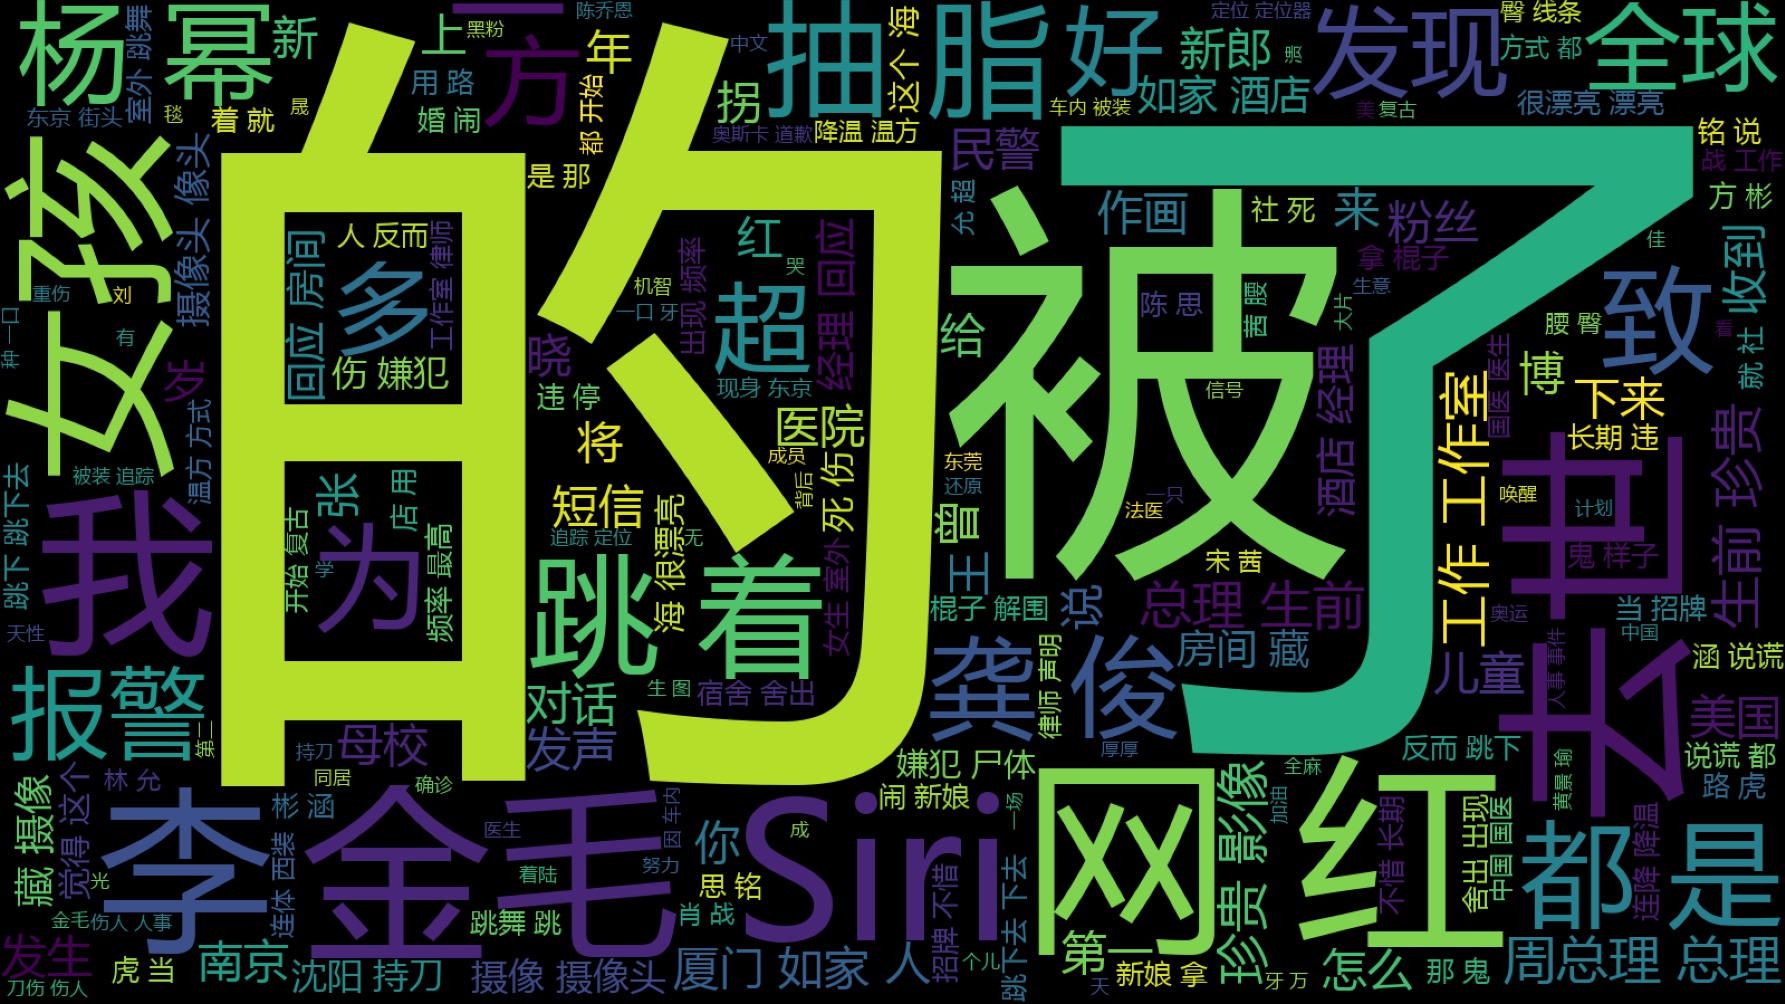 杨幂
新
上
方
陈乔恩
黑粉
年
中文
抽脂
这个 海
好
定位 定位器
新郎
发现
臀 线条
方式 都
全球
室外 跳舞
用 路
婚 闹
都 开始
拐
车内 被装
如家 酒店
美
复古
很漂亮 漂亮
东京 街头
毯
着 就
晟
奥斯卡 道歉
降温 温方
民警
铭 说
战 工作
女孩
摄像头 像头
的
是 那
被
了
允 超
作画
社 死
来
粉丝
方 彬
人 反而
律师
工作室
回应 房间
多
红
哭
回应
经理
拿 棍子
佳
收到
重伤
刘
有
种 一口
机智
一口 牙
出现 频率
超
陈 思
茜 腰
大片
生意
致
腰 臀
看
就 社
伤 嫌犯
晓
现身 东京
给
信号
酒店 经理
国医 医生
博
岁
违 停
将
医院
工作 工作室
下来
长期 违
温方 方式
被装 追踪
成员
东莞
还原
一只
法医
世
唤醒
计划
生前 珍贵
跳下 跳下去
张
店 用
短信
背后
死 伤
曾
我
为
追踪 定位
无
宋 茜
鬼 样子
开始 复古
学
频率 最高
跳着
海 很漂亮
女生 室外
王
棍子 解围
说
总理 生前
奥运
当 招牌
中国
天性
龚俊
房间 藏
律师 声明
儿童
去
人事 事件
涵 说谎
报警
第二
生 图
宿舍 舍出
对话
发声
母校
持刀
厚厚
反而 跳下
美国
说谎 都
同居
确诊
嫌犯 尸体
全麻
黄景 瑜
路 虎
林 允
藏 摄像
觉得 这个
李
彬 涵
金毛
医生
因 车内
闹 新娘
网红
珍贵 影像
加油
舍出 出现
中国 国医
都是
连体 西装
光
着陆
努力
你
成
Siri
一场
不惜 长期
连降 降温
思 铭
金毛
伤人 人事
跳舞 跳
肖 战
招牌 不惜
跳下去 下去
第一
发生
虎 当
南京
沈阳 持刀
摄像 摄像头
厦门 如家
人
个儿
新娘 拿
牙 万
怎么
那 鬼
周总理 总理
刀伤 伤人
天